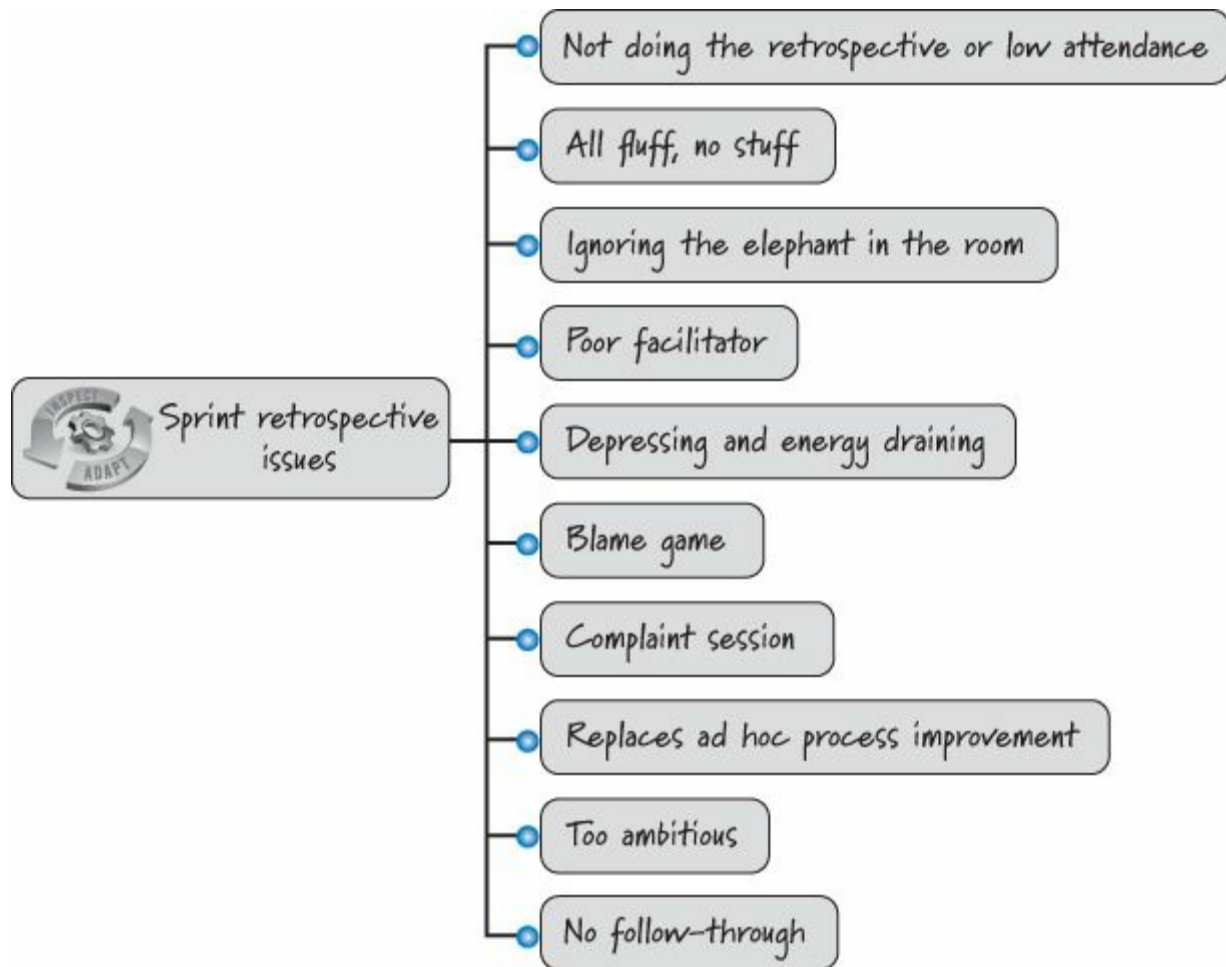 Not doing the retrospective or low attendance
All fluff, no stuff
Ignoring the elephant in the room
Poor facilitator
INSPECT
ADAPT
Sprint retrospective
issues
Depressing and energy draining
Blame game
Complaint session
Replaces ad hoc process improvement
Too ambitious
No follow-through